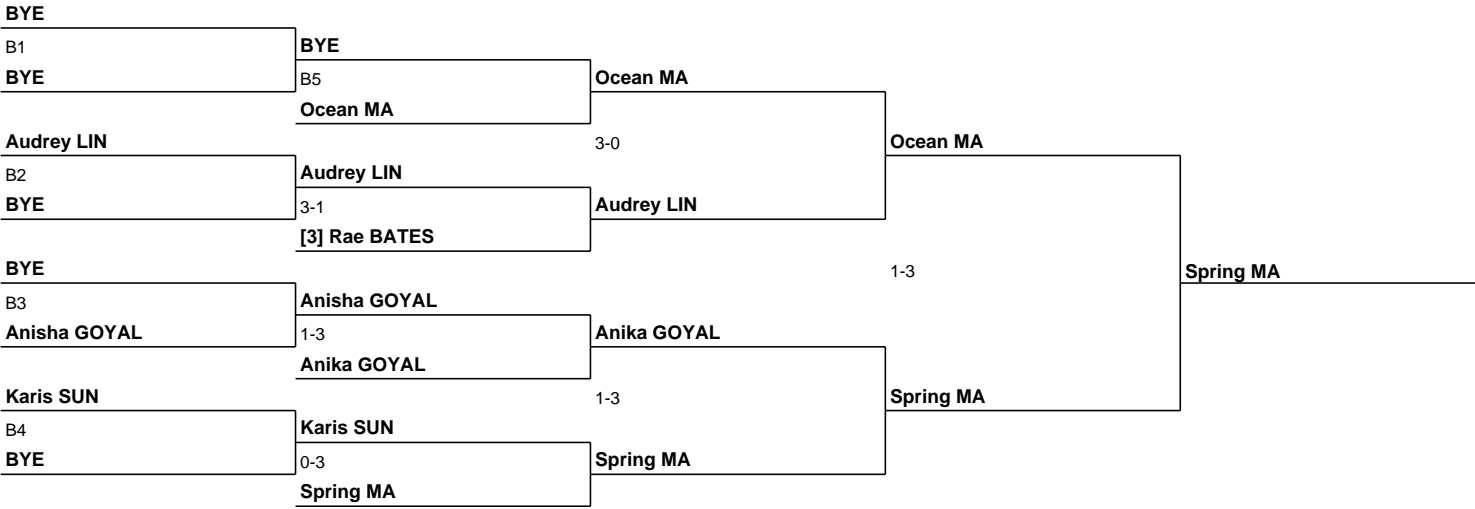 BYE
B1
BYE
BYE
B5
Ocean MA
Ocean MA
Audrey LIN
B2
BYE
Audrey LIN
3-1
[3] Rae BATES
3-0
Audrey LIN
Ocean MA
BYE
B3
Anisha GOYAL
Anisha GOYAL
1-3
Anika GOYAL
Anika GOYAL
Karis SUN
B4
BYE
Karis SUN
0-3
Spring MA
1-3
Spring MA
Spring MA
1-3
Spring MA